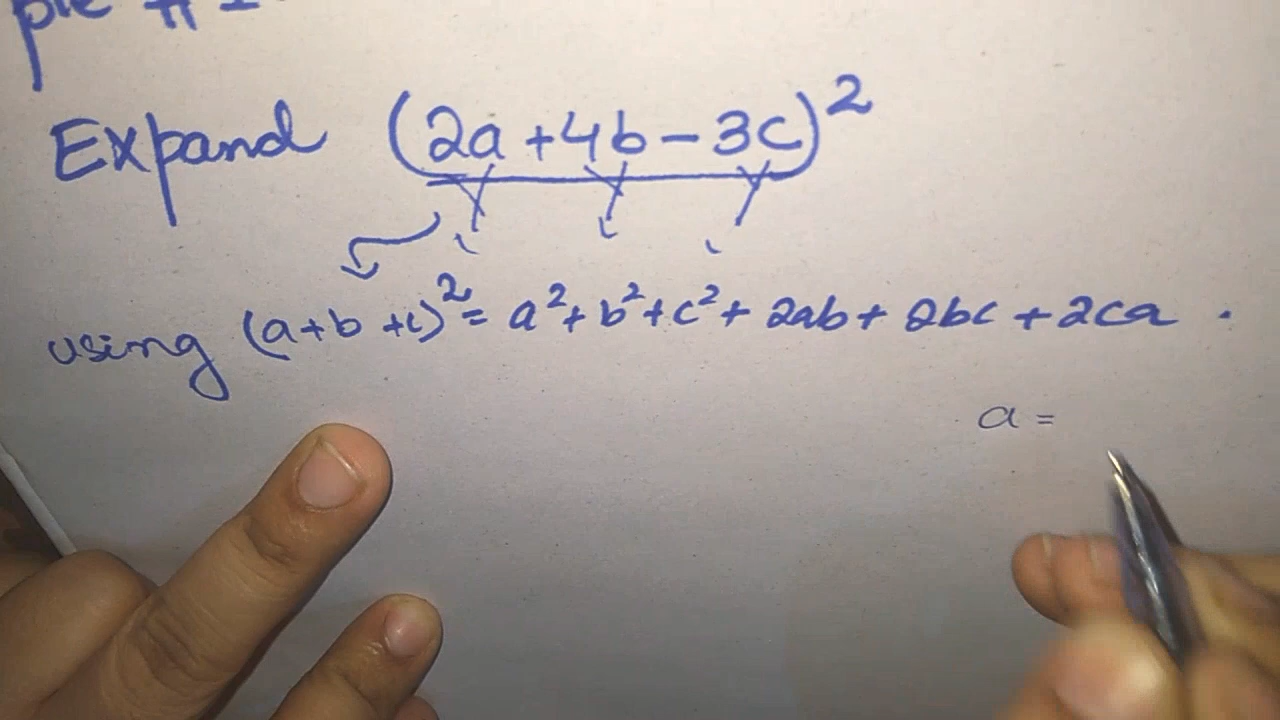 Expand (2a+4b-3c)²
using (a+b+c)² = a²+b²+c²+ 2ab+ 2bc +2ca .
a =